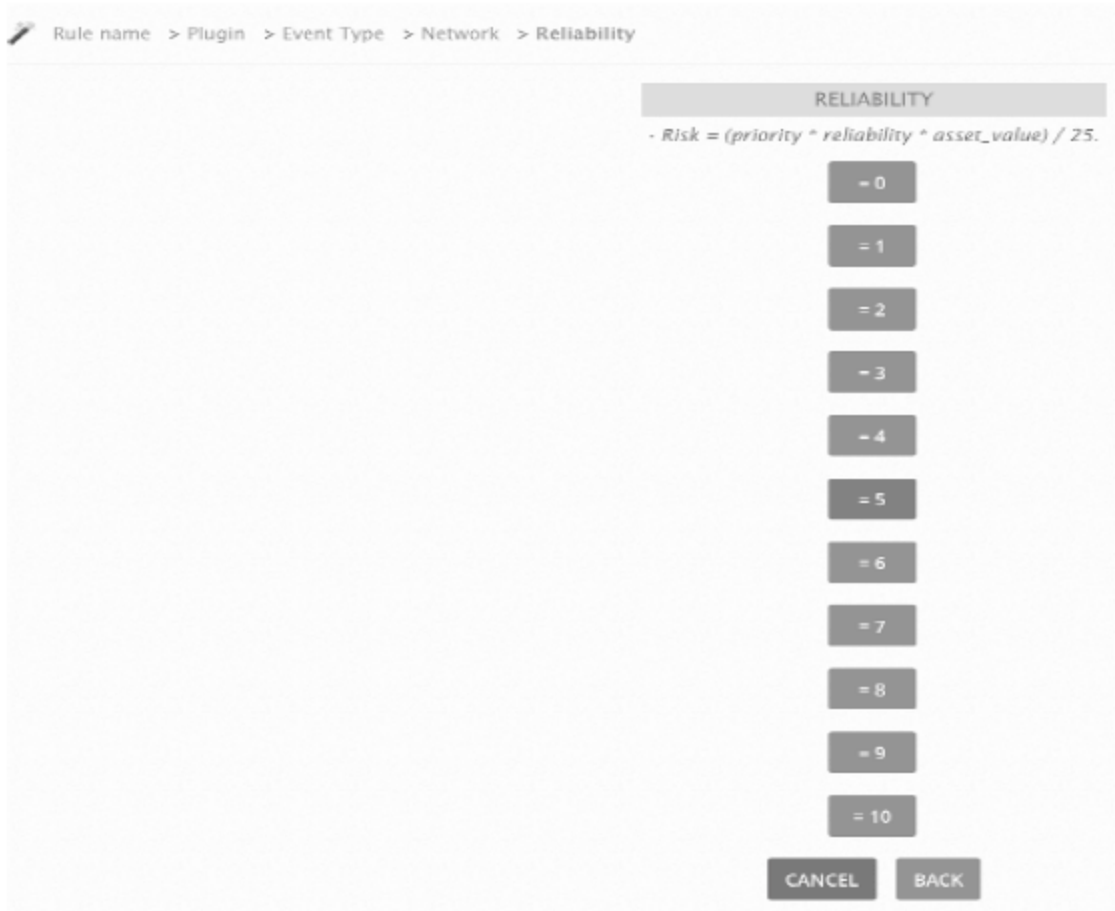 Rule name > Plugin > Event Type > Network > Reliability
RELIABILITY
- Risk = (priority * reliability * asset_value) / 25.
= 0
= 1
= 2
= 3
= 4
= 5
= 6
= 7
= 8
= 9
= 10
CANCEL BACK